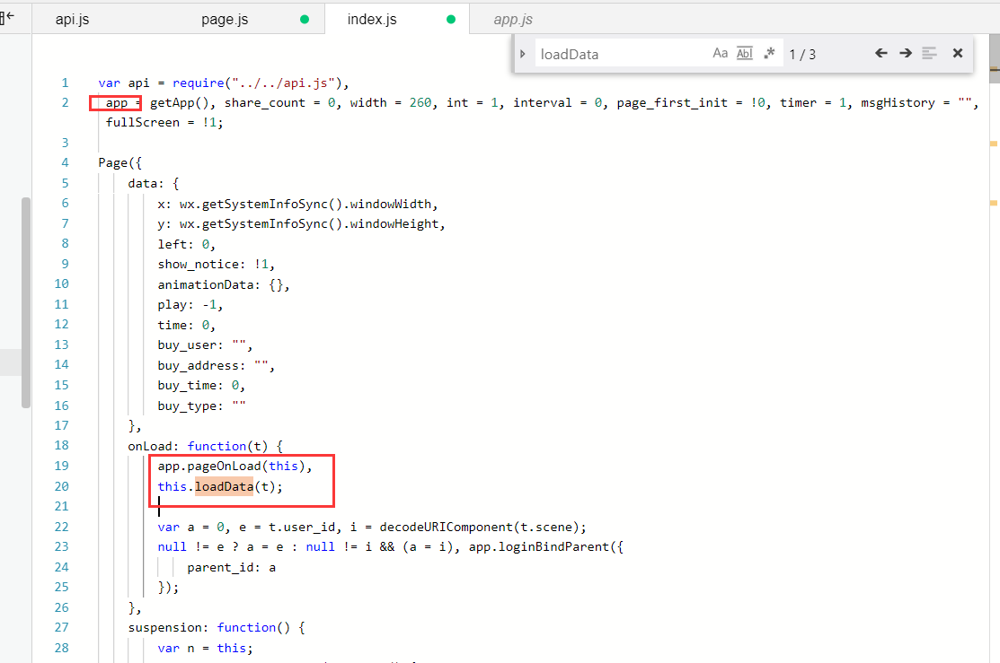 api.js page.js index.js app.js
loadData Aa Abl .* 1 / 3
1 var api = require("../../api.js"),
2 app = getApp(), share_count = 0, width = 260, int = 1, interval = 0, page_first_init = !0, timer = 1, msgHistory = "",
fullScreen = !1;
3
4 Page({
5 data: {
6 x: wx.getSystemInfoSync().windowWidth,
7 y: wx.getSystemInfoSync().windowHeight,
8 left: 0,
9 show_notice: !1,
10 animationData: {},
11 play: -1,
12 time: 0,
13 buy_user: "",
14 buy_address: "",
15 buy_time: 0,
16 buy_type: ""
17 },
18 onLoad: function(t) {
19 app.pageOnLoad(this),
20 this.loadData(t);
21
22 var a = 0, e = t.user_id, i = decodeURIComponent(t.scene);
23 null != e ? a = e : null != i && (a = i), app.loginBindParent({
24 parent_id: a
25 });
26 },
27 suspension: function() {
28 var n = this;